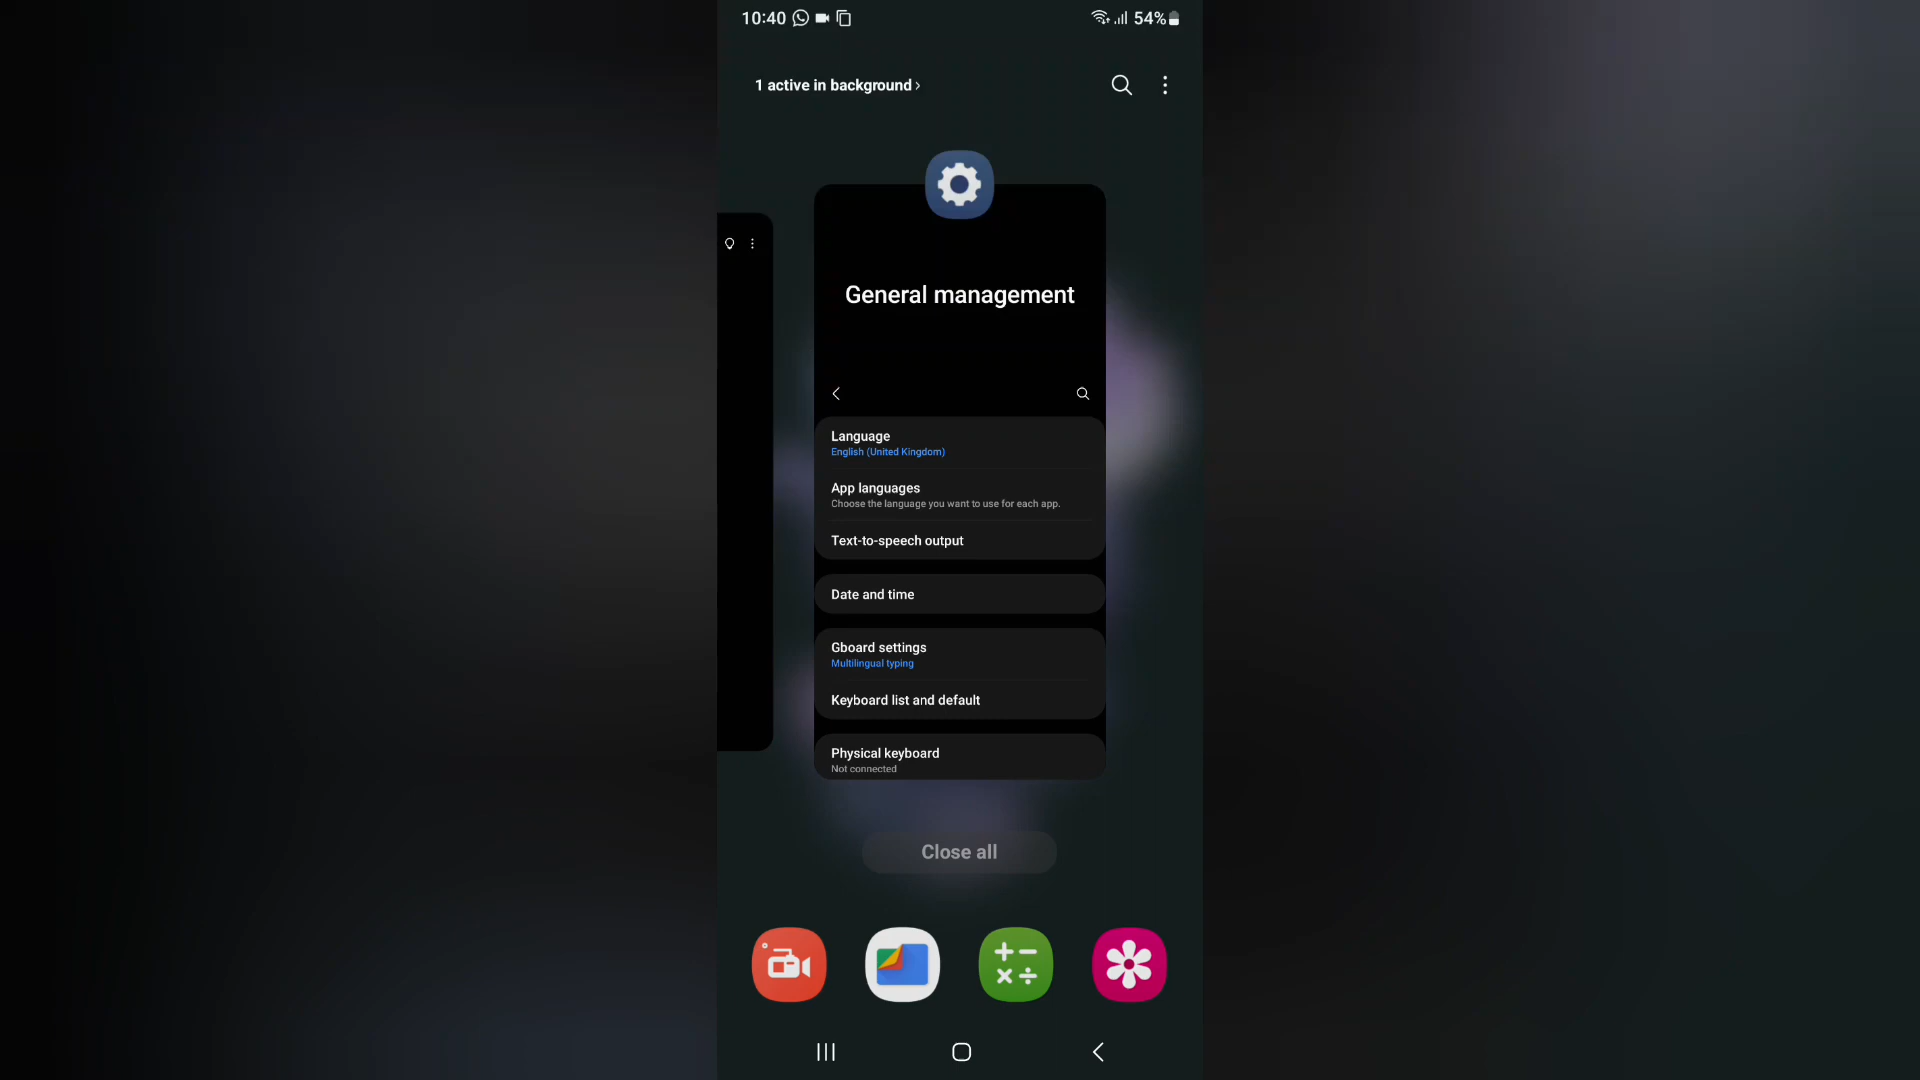 10:40
54%
1 active in background ›
General management
Language
English (United Kingdom)
App languages
Choose the language you want to use for each app.
Text-to-speech output
Date and time
Gboard settings
Multilingual typing
Keyboard list and default
Physical keyboard
Not connected
Close all